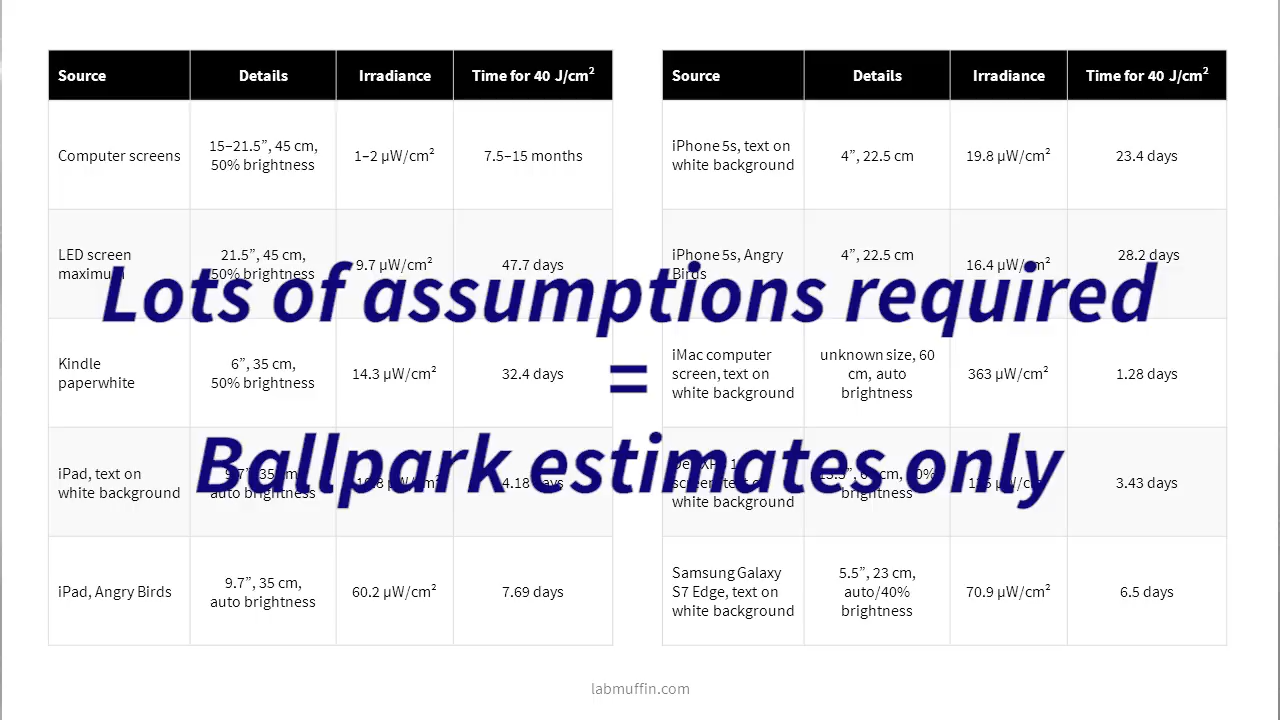 Source Details Irradiance Time for 40 J/cm²
Computer screens
15–21.5”, 45 cm,
50% brightness
1–2 µW/cm²
7.5–15 months
LED screen
maximum
21.5”, 45 cm,
50% brightness
9.7 µW/cm²
47.7 days
Kindle
paperwhite
6”, 35 cm,
50% brightness
14.3 µW/cm²
32.4 days
iPad, text on
white background
auto brightness
iPad, Angry Birds
9.7”, 35 cm,
auto brightness
60.2 µW/cm²
7.69 days
Source Details Irradiance Time for 40 J/cm²
iPhone 5s, text on
white background
4”, 22.5 cm
19.8 µW/cm²
23.4 days
iPhone 5s, Angry
Birds
4”, 22.5 cm
16.4 µW/cm²
28.2 days
iMac computer
screen, text on
white background
unknown size, 60
cm, auto
brightness
363 µW/cm²
1.28 days
white background
brightness
3.43 days
Samsung Galaxy
S7 Edge, text on
white background
5.5”, 23 cm,
auto/40%
brightness
70.9 µW/cm²
6.5 days
Lots of assumptions required
=
Ballpark estimates only
labmuffin.com